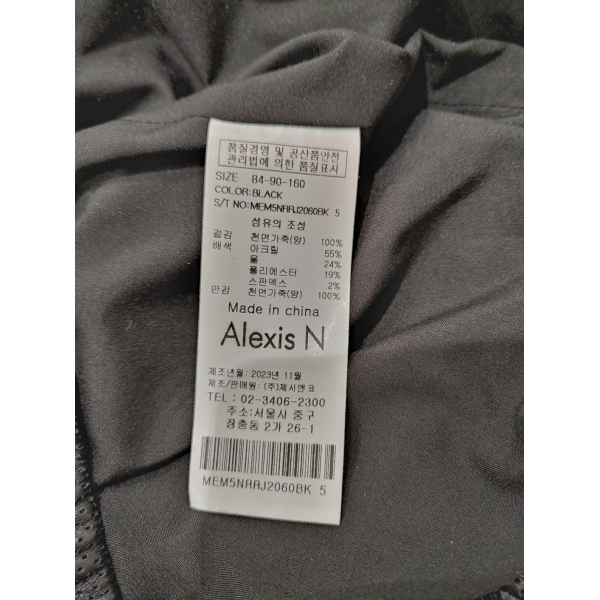 품질경영 및 공산품안전
관리법에 의한 품질표시
SIZE 84-90-160
COLOR:BLACK
S/T NO:MEM5NRRJ2060BK 5
섬유의 조성
겉감 천연가죽(양) 100%
배색 아크릴 55%
울 24%
폴리에스터 19%
스판덱스 2%
안감 천연가죽(양) 100%
Made in china
Alexis N
제조년월: 2023년 11월
제조/판매원: (주)제시앤코
TEL : 02-3406-2300
주소:서울시 중구
장충동 2가 26-1
MEM5NRRJ2060BK 5